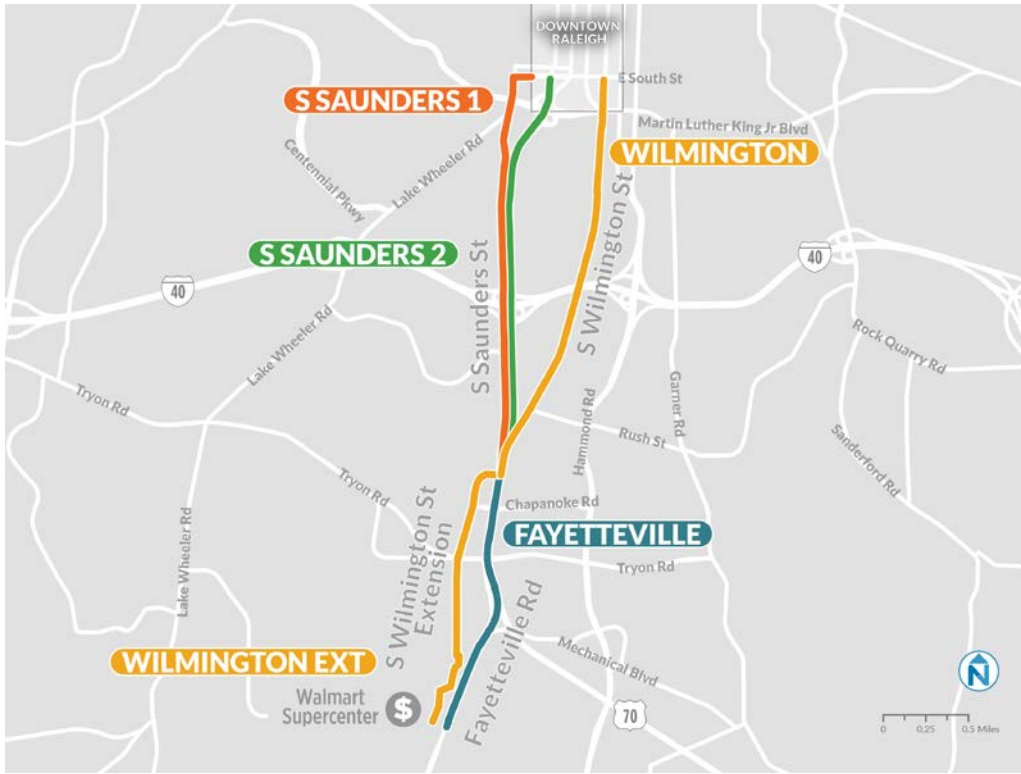 DOWNTOWN
RALEIGH
E South St
S SAUNDERS 1
Martin Luther King Jr Blvd
WILMINGTON
Centennial Pkwy
Lake Wheeler Rd
S Wilmington St
S SAUNDERS 2
S Saunders St
40
40
Lake Wheeler Rd
Rock Quarry Rd
Tryon Rd
Hammond Rd
Garner Rd
Rush St
Sanderford Rd
Tryon Rd
Chapanoke Rd
S Wilmington St
Extension
FAYETTEVILLE
Lake Wheeler Rd
Tryon Rd
Fayetteville Rd
Mechanical Blvd
WILMINGTON EXT
N
Walmart
Supercenter
$
70
0 0.25 0.5 Miles